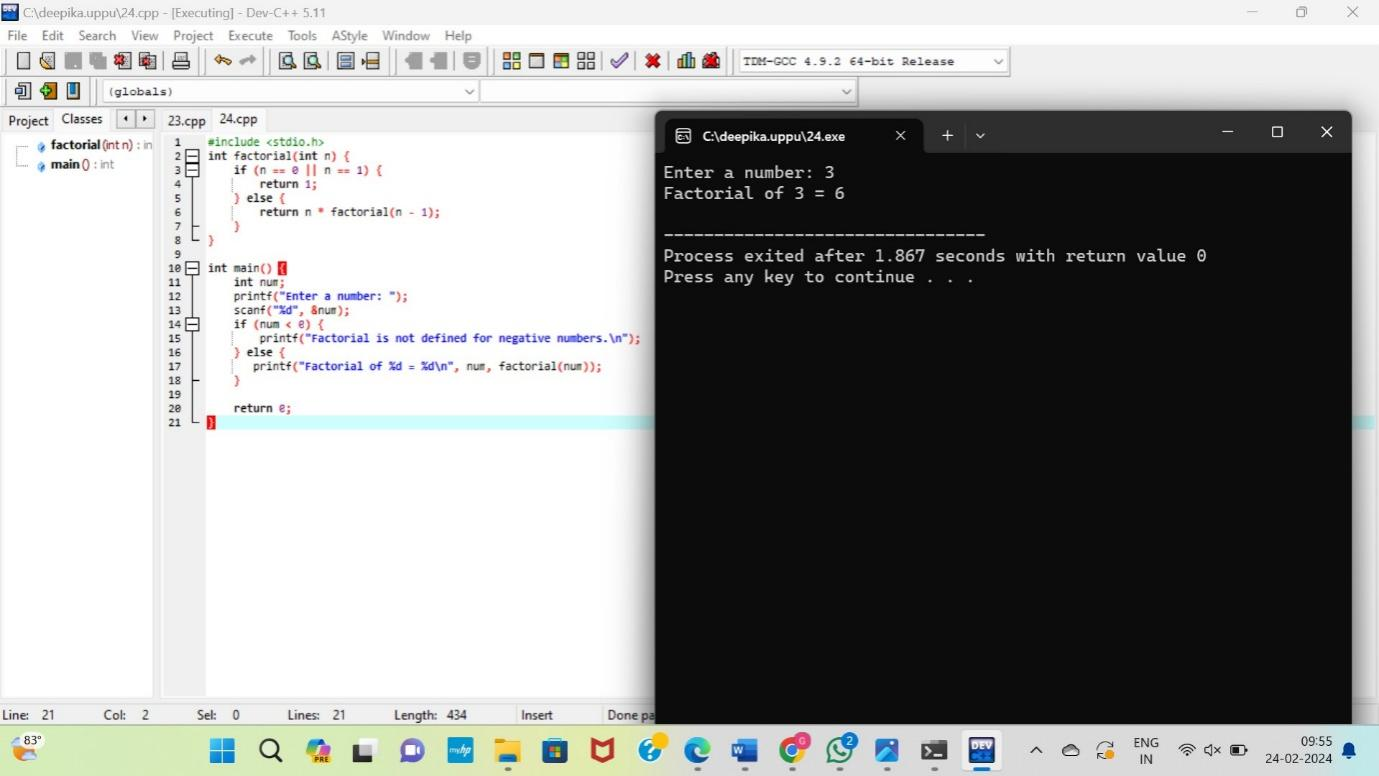 C:\deepika.uppu\24.cpp - [Executing] - Dev-C++ 5.11
File Edit Search View Project Execute Tools AStyle Window Help
TDM-GCC 4.9.2 64-bit Release
(globals)
Project Classes
factorial (int n) : in
main () : int
23.cpp 24.cpp
1 #include <stdio.h>
2 int factorial(int n) {
3 if (n == 0 || n == 1) {
4 return 1;
5 } else {
6 return n * factorial(n - 1);
7 }
8 }
9
10 int main() {
11 int num;
12 printf("Enter a number: ");
13 scanf("%d", &num);
14 if (num < 0) {
15 printf("Factorial is not defined for negative numbers.\n");
16 } else {
17 printf("Factorial of %d = %d\n", num, factorial(num));
18 }
19
20 return 0;
21 }
C:\deepika.uppu\24.exe
Enter a number: 3
Factorial of 3 = 6
--------------------------------
Process exited after 1.867 seconds with return value 0
Press any key to continue . . .
Line: 21 Col: 2 Sel: 0 Lines: 21 Length: 434 Insert Done pa
83°
PRE
myhp
G
2
DEV
ENG
IN
09:55
24-02-2024